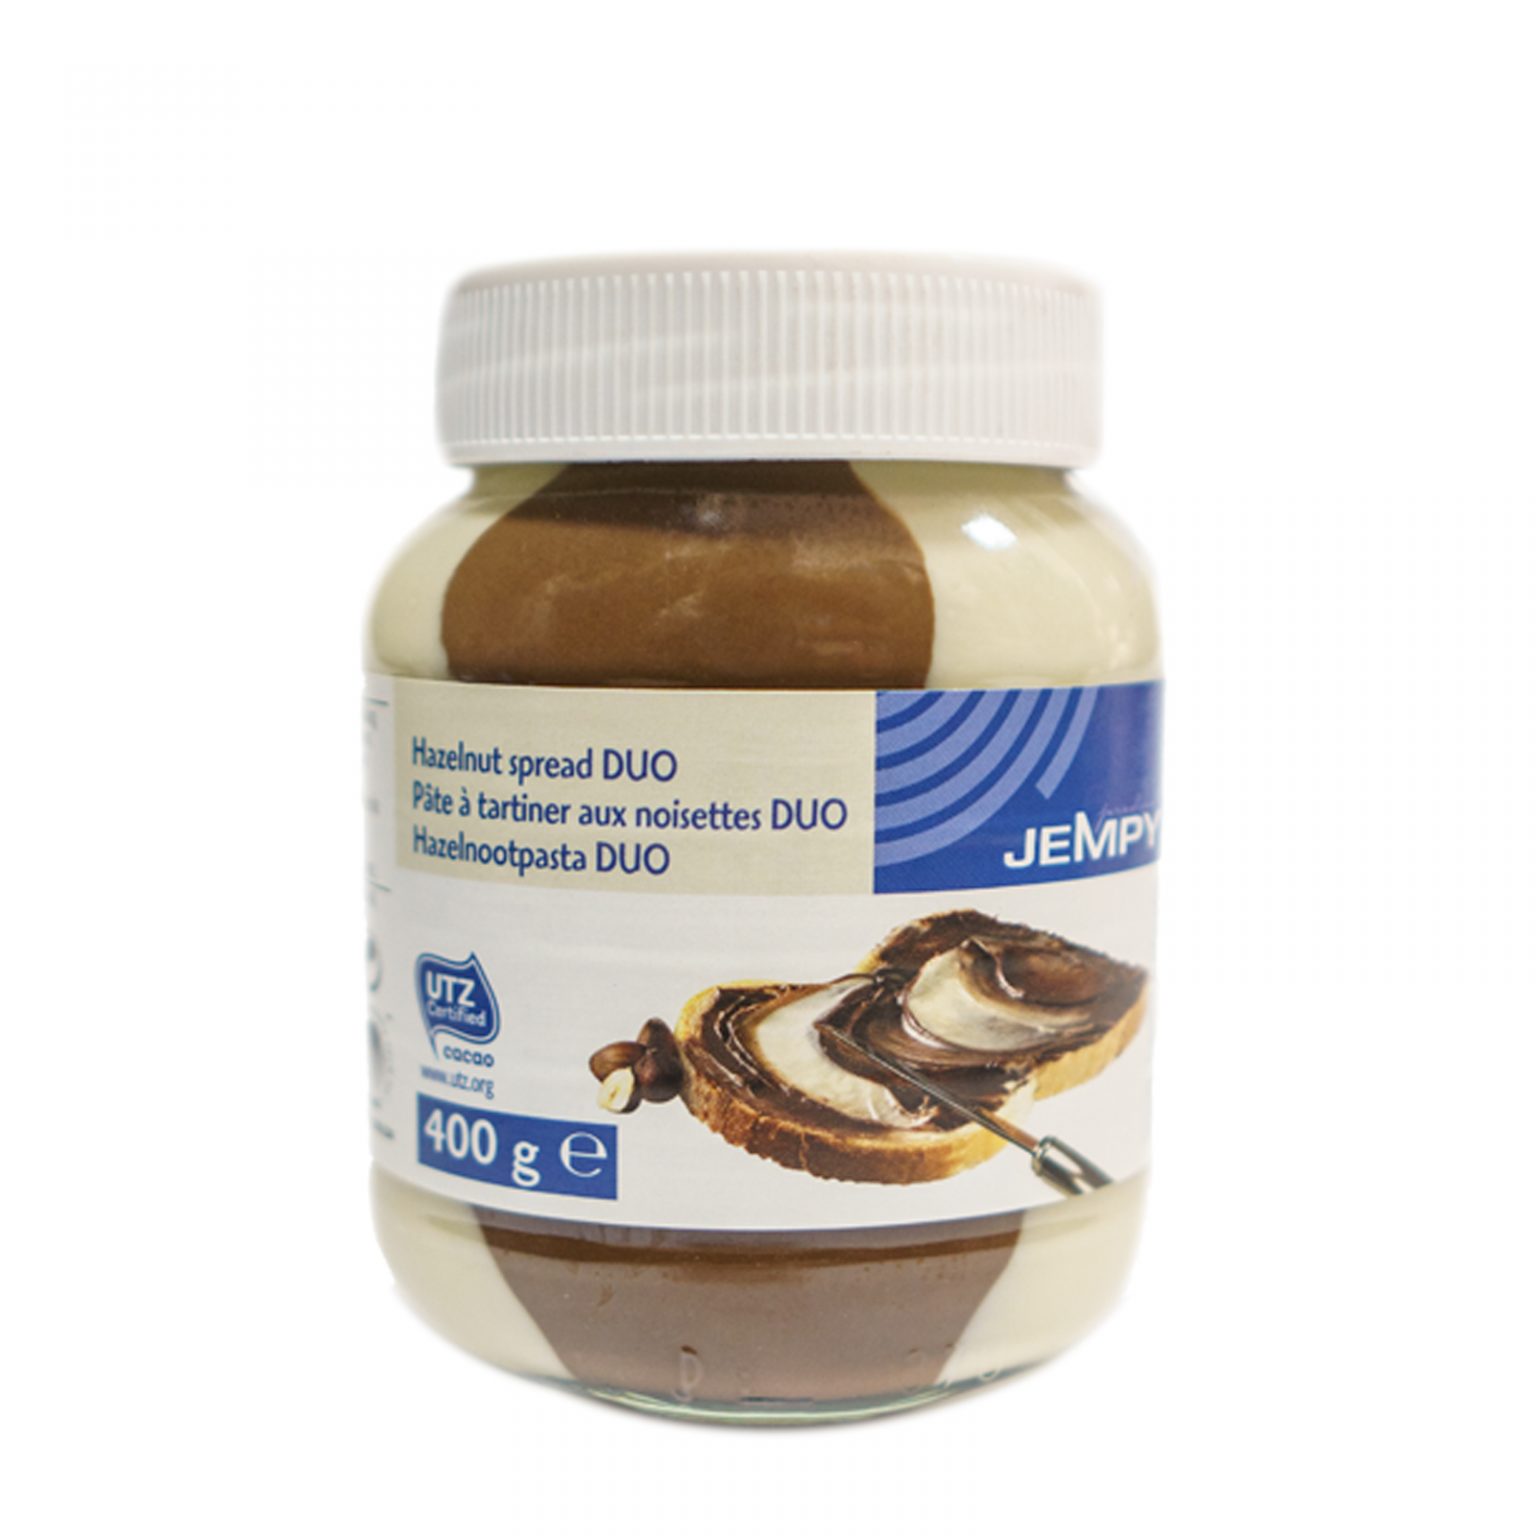 Hazelnut spread DUO
Pâte à tartiner aux noisettes DUO
Hazelnootpasta DUO
JEMPY
UTZ
Certified
cacao
www.utz.org
400 g ℮